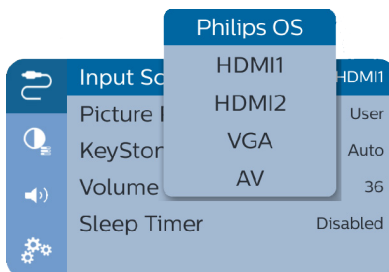 Philips OS
HDMI1
HDMI2
VGA
AV
Input So
HDMI1
Picture
User
KeySton
Auto
Volume
36
Sleep Timer
Disabled